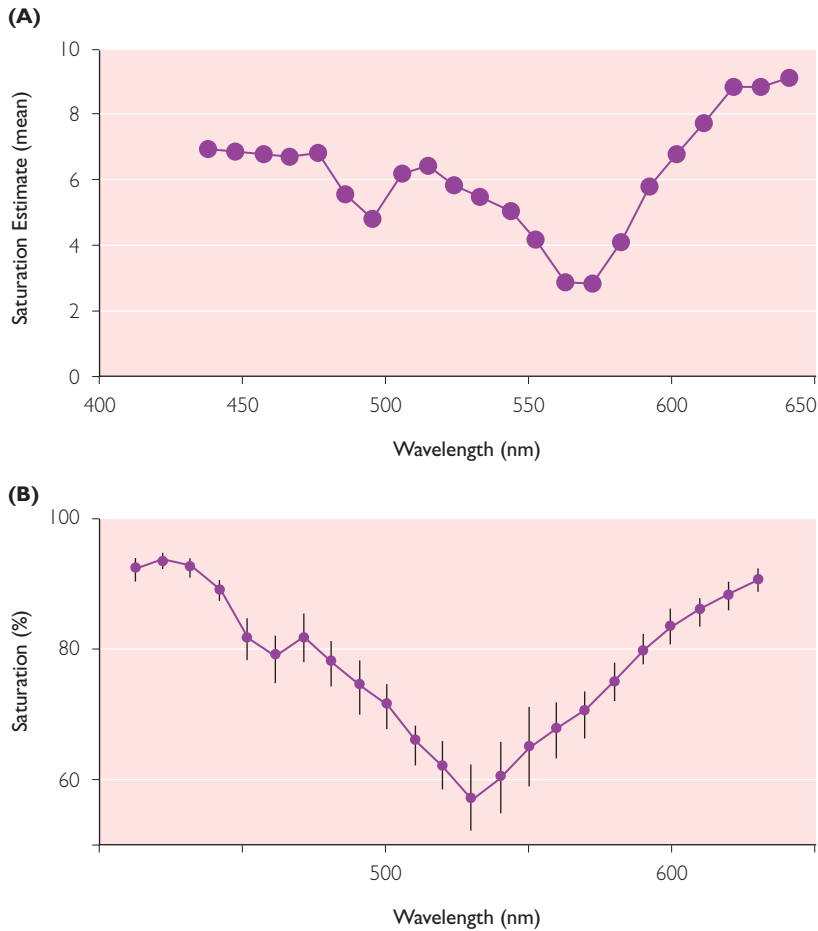 (A)
Saturation Estimate (mean)
10
8
6
4
2
0
400 450 500 550 600 650
Wavelength (nm)
(B)
Saturation (%)
100
80
60
500 600
Wavelength (nm)